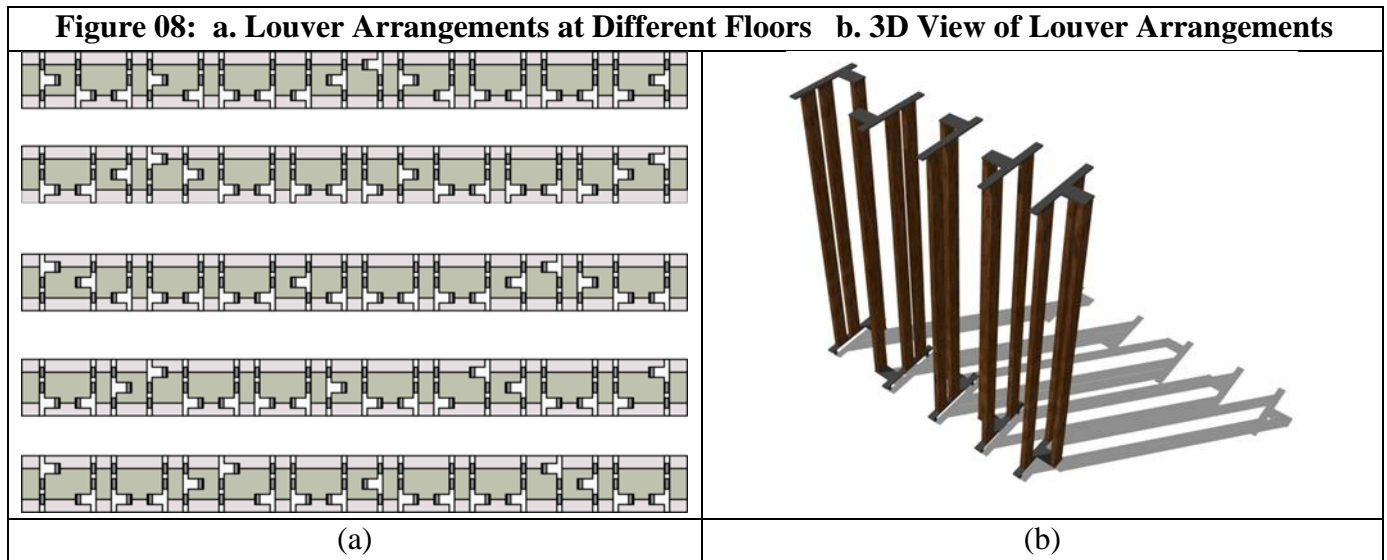 Figure 08:  a. Louver Arrangements at Different Floors   b. 3D View of Louver Arrangements
(a)
(b)